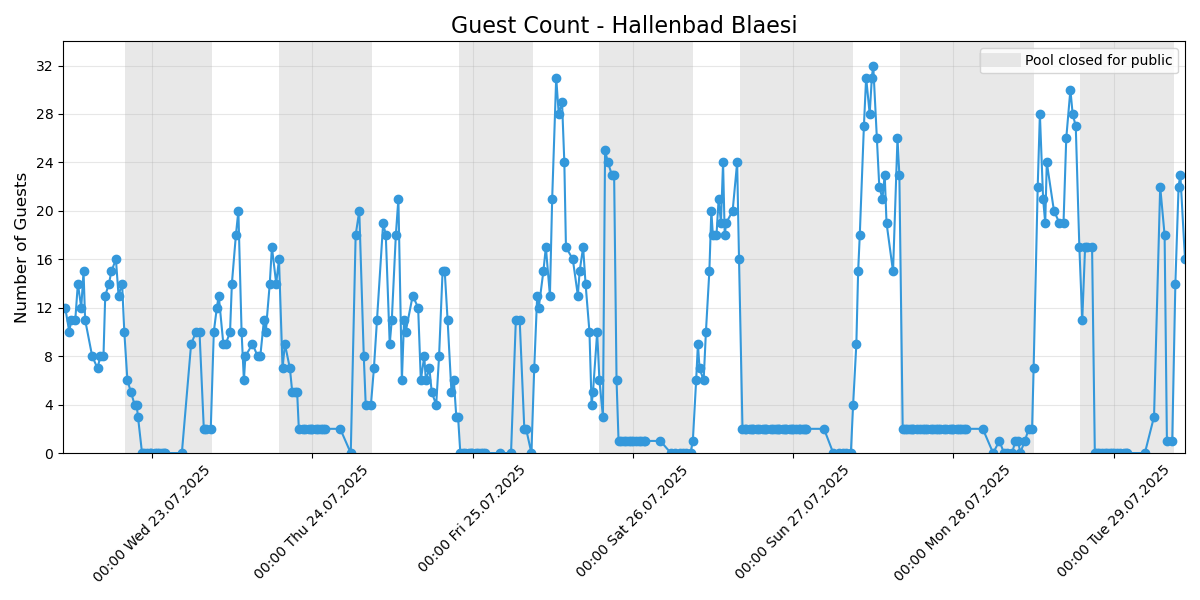 Guest Count - Hallenbad Blaesi
Pool closed for public
Number of Guests
32
28
24
20
16
12
8
4
0
00:00 Wed 23.07.2025
00:00 Thu 24.07.2025
00:00 Fri 25.07.2025
00:00 Sat 26.07.2025
00:00 Sun 27.07.2025
00:00 Mon 28.07.2025
00:00 Tue 29.07.2025